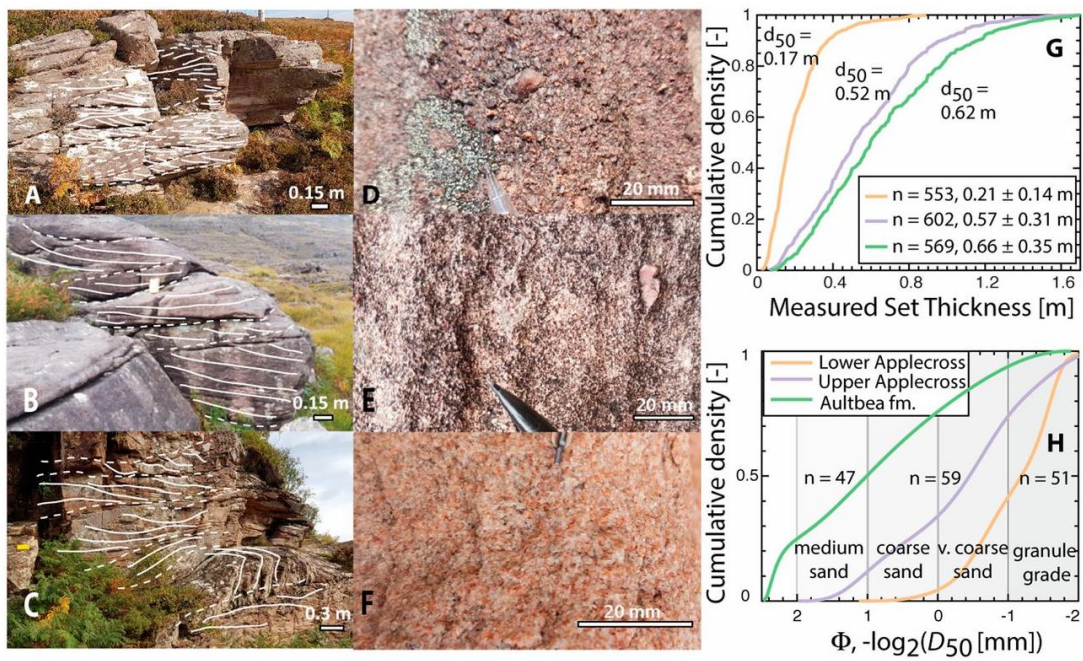 A
0.15 m
B
0.15 m
C
0.3 m
D
20 mm
E
20 mm
F
20 mm
G
Cumulative density [-]
1
0.8
0.6
0.4
0.2
0
d50 =
0.17 m
d50 =
0.52 m
d50 =
0.62 m
n = 553, 0.21 ± 0.14 m
n = 602, 0.57 ± 0.31 m
n = 569, 0.66 ± 0.35 m
0 0.4 0.8 1.2 1.6
Measured Set Thickness [m]
H
Cumulative density [-]
1
0.5
0
Lower Applecross
Upper Applecross
Aultbea fm.
n = 47
n = 59
n = 51
medium
sand
coarse
sand
v. coarse
sand
granule
grade
2 1 0 -1 -2
Φ, -log2(D50 [mm])